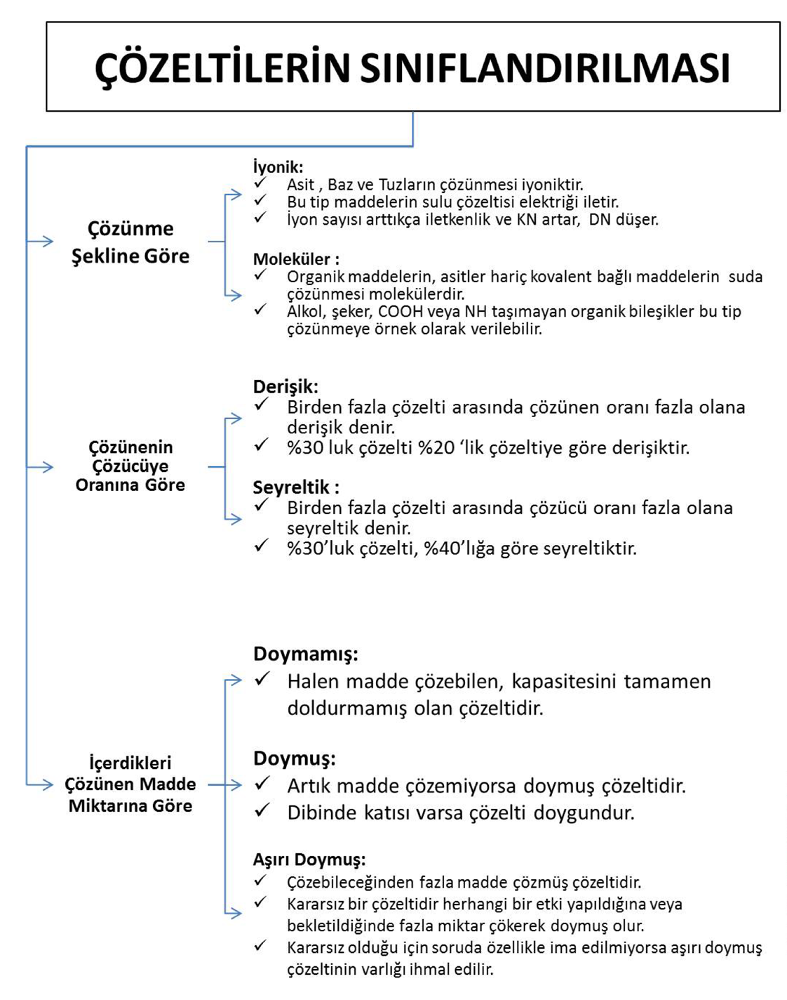 ÇÖZELTİLERİN SINIFLANDIRILMASI
Çözünme
Şekline Göre
İyonik:
✓ Asit , Baz ve Tuzların çözünmesi iyoniktir.
✓ Bu tip maddelerin sulu çözeltisi elektriği iletir.
✓ İyon sayısı arttıkça iletkenlik ve KN artar, DN düşer.
Moleküler :
✓ Organik maddelerin, asitler hariç kovalent bağlı maddelerin suda
çözünmesi molekülerdir.
✓ Alkol, şeker, COOH veya NH taşımayan organik bileşikler bu tip
çözünmeye örnek olarak verilebilir.
Çözünenin
Çözücüye
Oranına Göre
Derişik:
✓ Birden fazla çözelti arasında çözünen oranı fazla olana
derişik denir.
✓ %30 luk çözelti %20 ‘lik çözeltiye göre derişiktir.
Seyreltik :
✓ Birden fazla çözelti arasında çözücü oranı fazla olana
seyreltik denir.
✓ %30’luk çözelti, %40’lığa göre seyreltiktir.
İçerdikleri
Çözünen Madde
Miktarına Göre
Doymamış:
✓ Halen madde çözebilen, kapasitesini tamamen
doldurmamış olan çözeltidir.
Doymuş:
✓ Artık madde çözemiyorsa doymuş çözeltidir.
✓ Dibinde katısı varsa çözelti doygundur.
Aşırı Doymuş:
✓ Çözebileceğinden fazla madde çözmüş çözeltidir.
✓ Kararsız bir çözeltidir herhangi bir etki yapıldığına veya
bekletildiğinde fazla miktar çökerek doymuş olur.
✓ Kararsız olduğu için soruda özellikle ima edilmiyorsa aşırı doymuş
çözeltinin varlığı ihmal edilir.